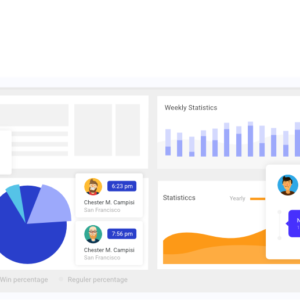 Weekly Statistics
6:23 pm
Chester M. Campisi
San Francisco
7:56 pm
Chester M. Campisi
San Francisco
Statisticcs
Yearly
Win percentage
Reguler percentage